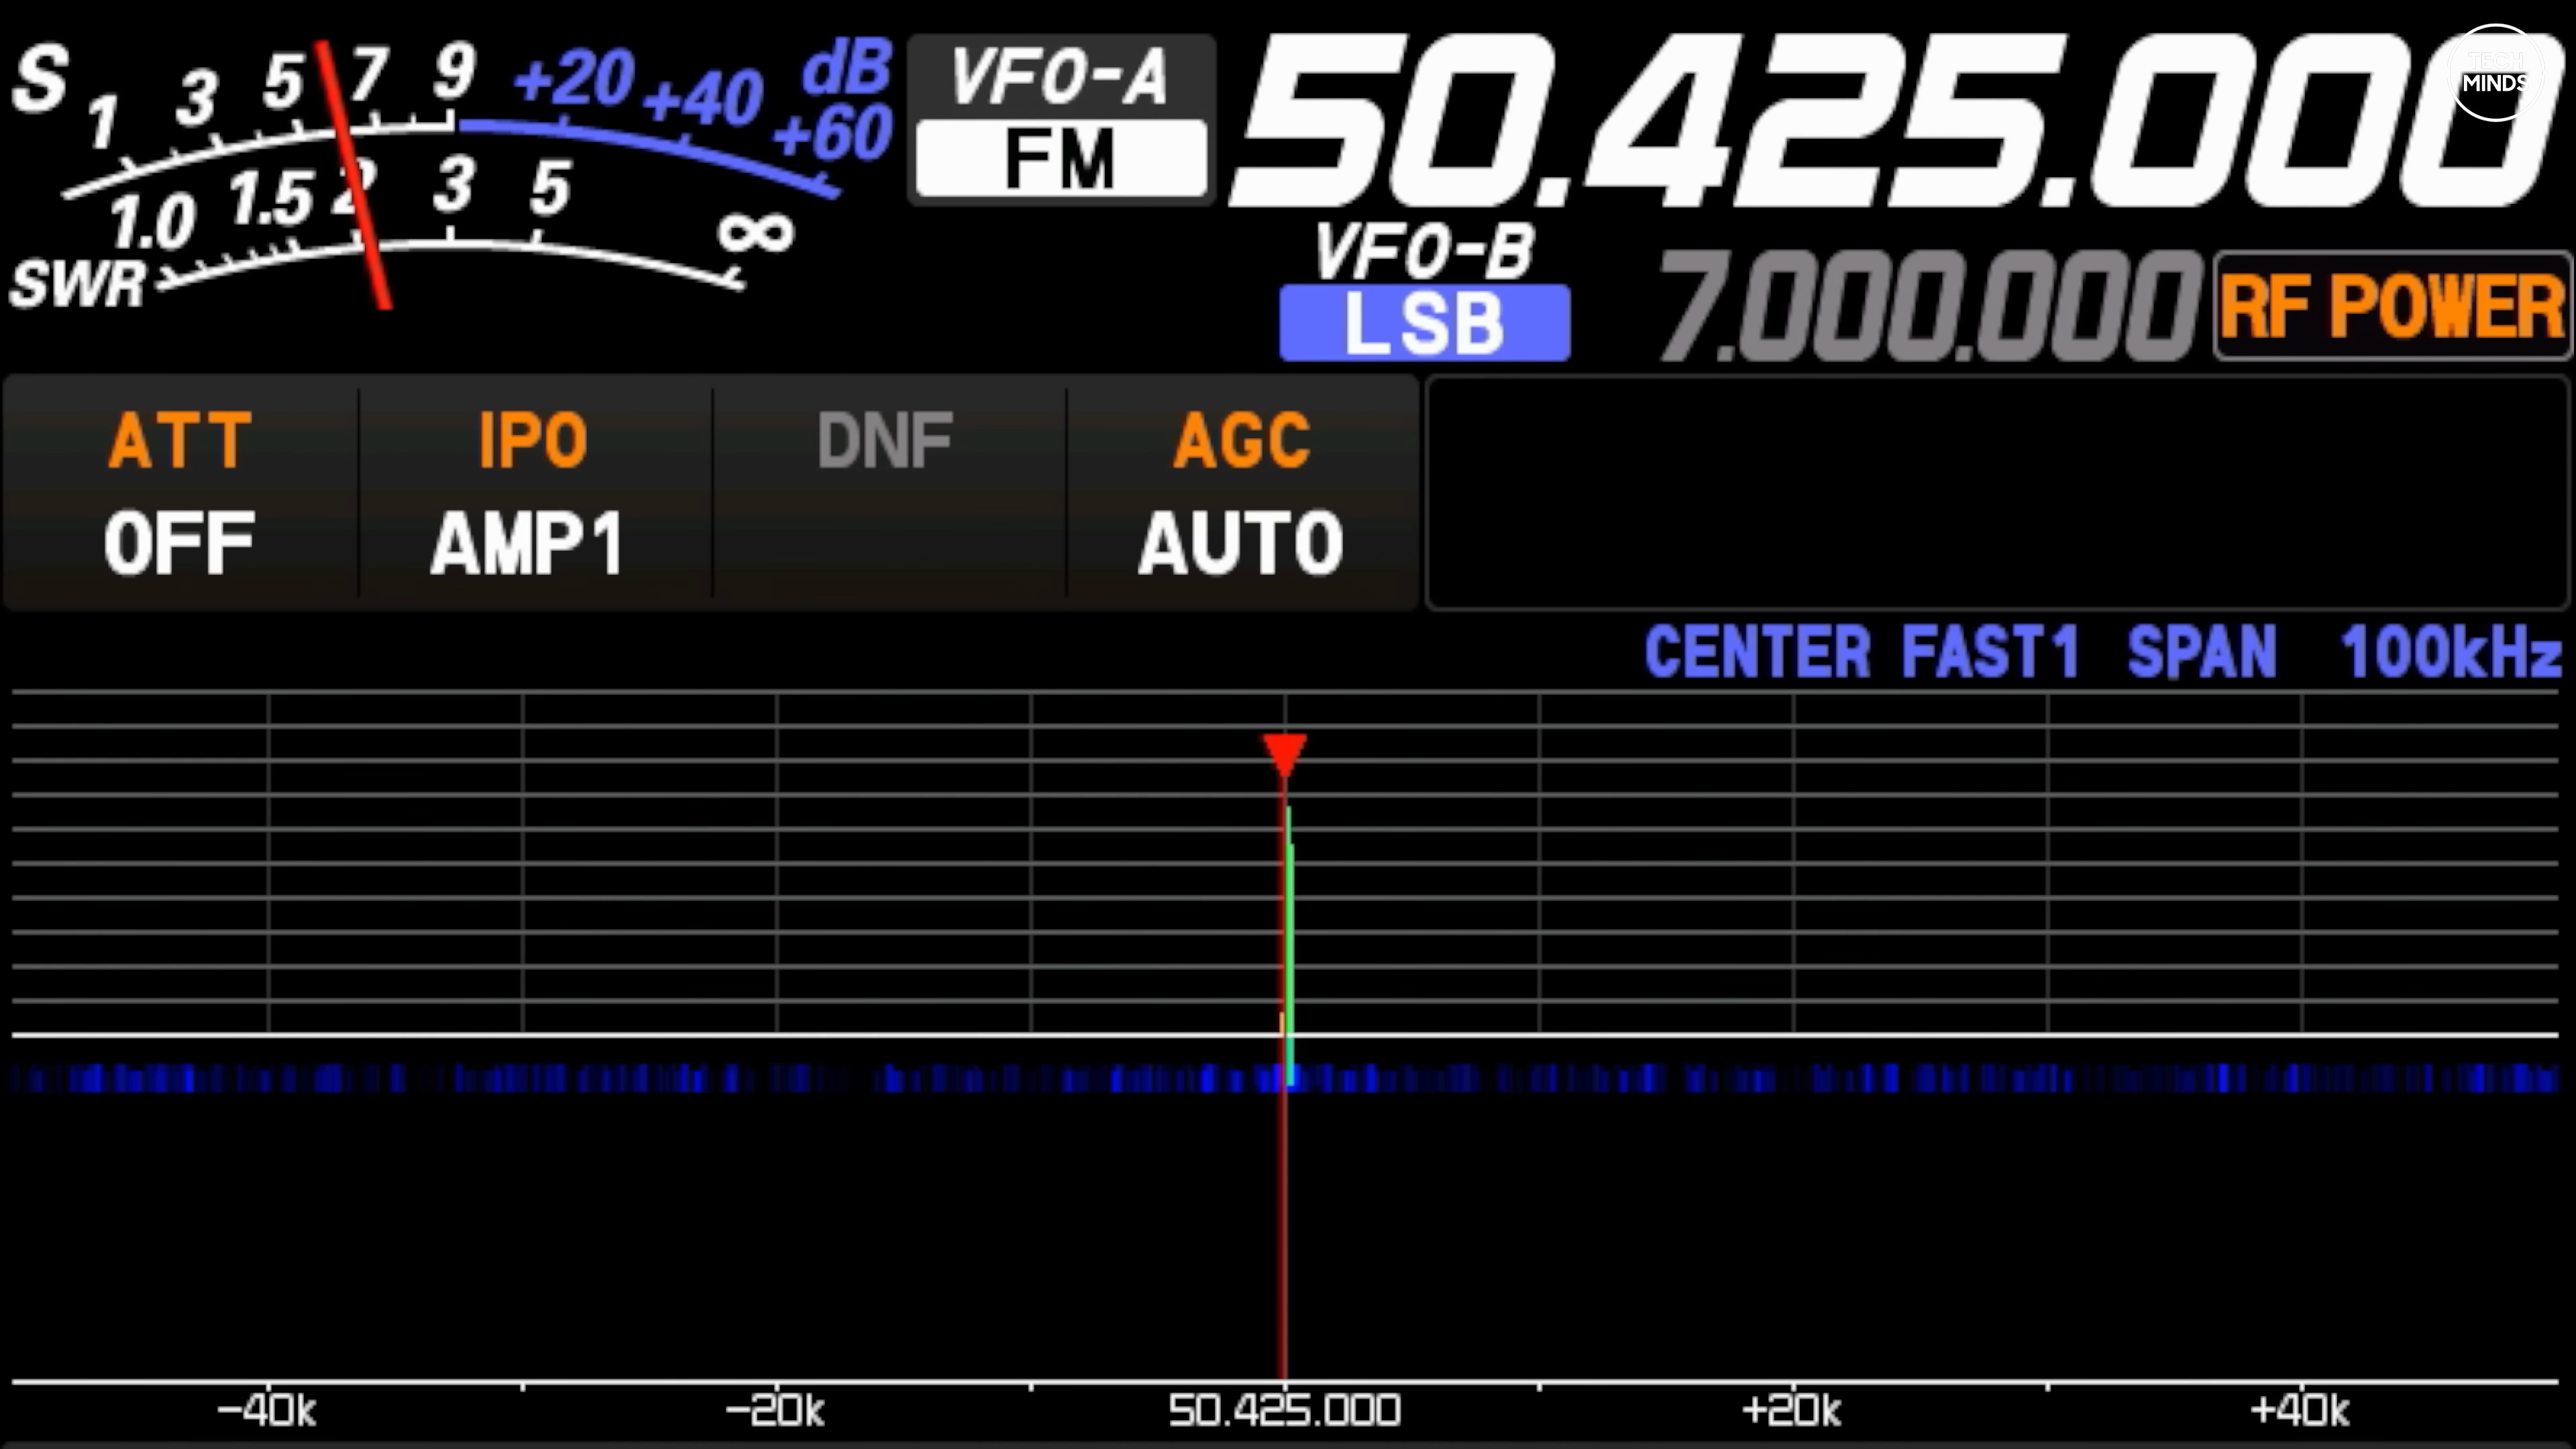 S 1 3 5 7 9 +20 +40 +60 dB
SWR 1.0 1.5 2 3 5 ∞
VFO-A
FM
50.425.000
TECH
MINDS
VFO-B
LSB
7.000.000
RF POWER
ATT IPO DNF AGC
OFF AMP1 AUTO
CENTER FAST1 SPAN 100kHz
-40k -20k 50.425.000 +20k +40k